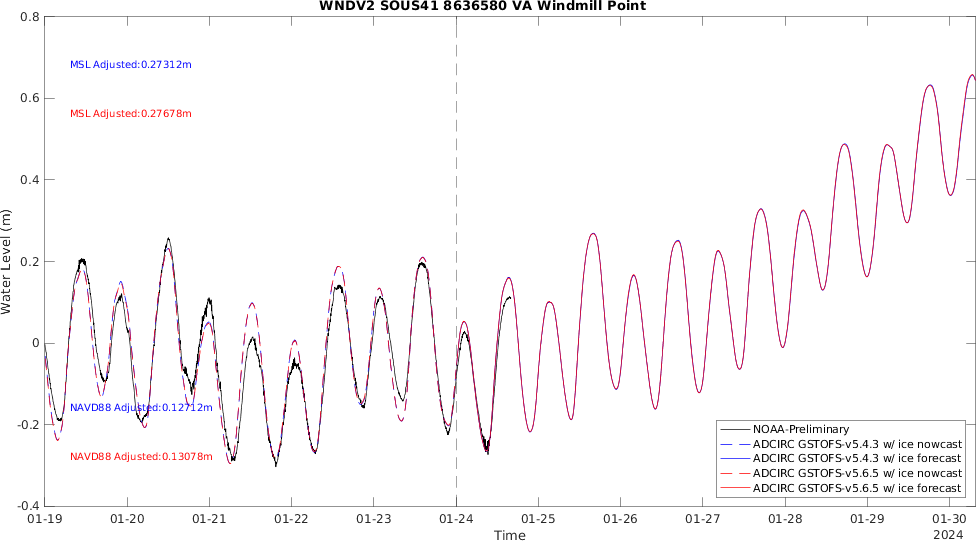 WNDV2 SOUS41 8636580 VA Windmill Point
0.8
0.6
0.4
0.2
0
-0.2
-0.4
Water Level (m)
MSL Adjusted:0.27312m
MSL Adjusted:0.27678m
NAVD88 Adjusted:0.12712m
NAVD88 Adjusted:0.13078m
NOAA-Preliminary
ADCIRC GSTOFS-v5.4.3 w/ ice nowcast
ADCIRC GSTOFS-v5.4.3 w/ ice forecast
ADCIRC GSTOFS-v5.6.5 w/ ice nowcast
ADCIRC GSTOFS-v5.6.5 w/ ice forecast
01-19 01-20 01-21 01-22 01-23 01-24 01-25 01-26 01-27 01-28 01-29 01-30
Time
2024